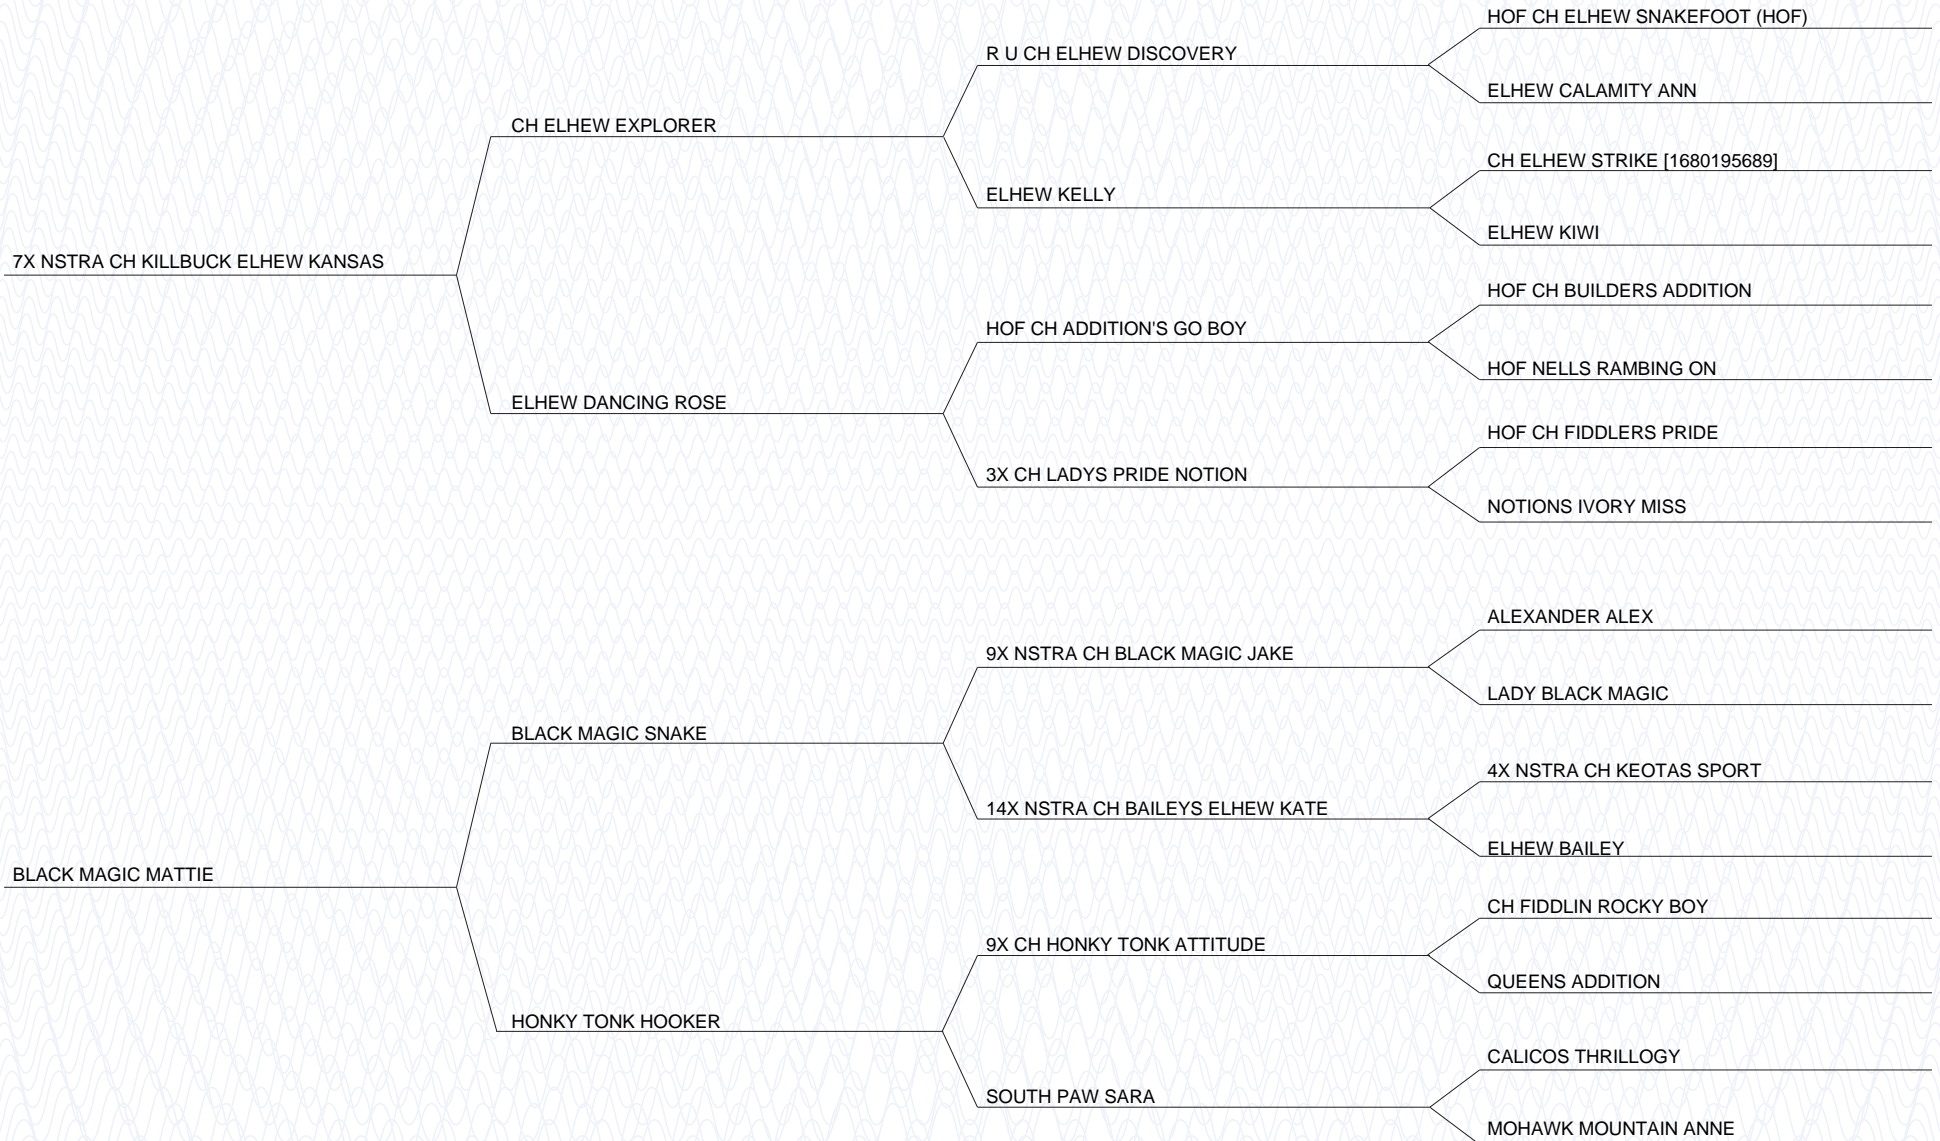 HOF CH ELHEW SNAKEFOOT (HOF)
R U CH ELHEW DISCOVERY
ELHEW CALAMITY ANN
CH ELHEW EXPLORER
CH ELHEW STRIKE [1680195689]
ELHEW KELLY
ELHEW KIWI
7X NSTRA CH KILLBUCK ELHEW KANSAS
HOF CH BUILDERS ADDITION
HOF CH ADDITION'S GO BOY
HOF NELLS RAMBING ON
ELHEW DANCING ROSE
HOF CH FIDDLERS PRIDE
3X CH LADYS PRIDE NOTION
NOTIONS IVORY MISS
ALEXANDER ALEX
9X NSTRA CH BLACK MAGIC JAKE
LADY BLACK MAGIC
BLACK MAGIC SNAKE
4X NSTRA CH KEOTAS SPORT
14X NSTRA CH BAILEYS ELHEW KATE
ELHEW BAILEY
BLACK MAGIC MATTIE
CH FIDDLIN ROCKY BOY
9X CH HONKY TONK ATTITUDE
QUEENS ADDITION
HONKY TONK HOOKER
CALICOS THRILLOGY
SOUTH PAW SARA
MOHAWK MOUNTAIN ANNE